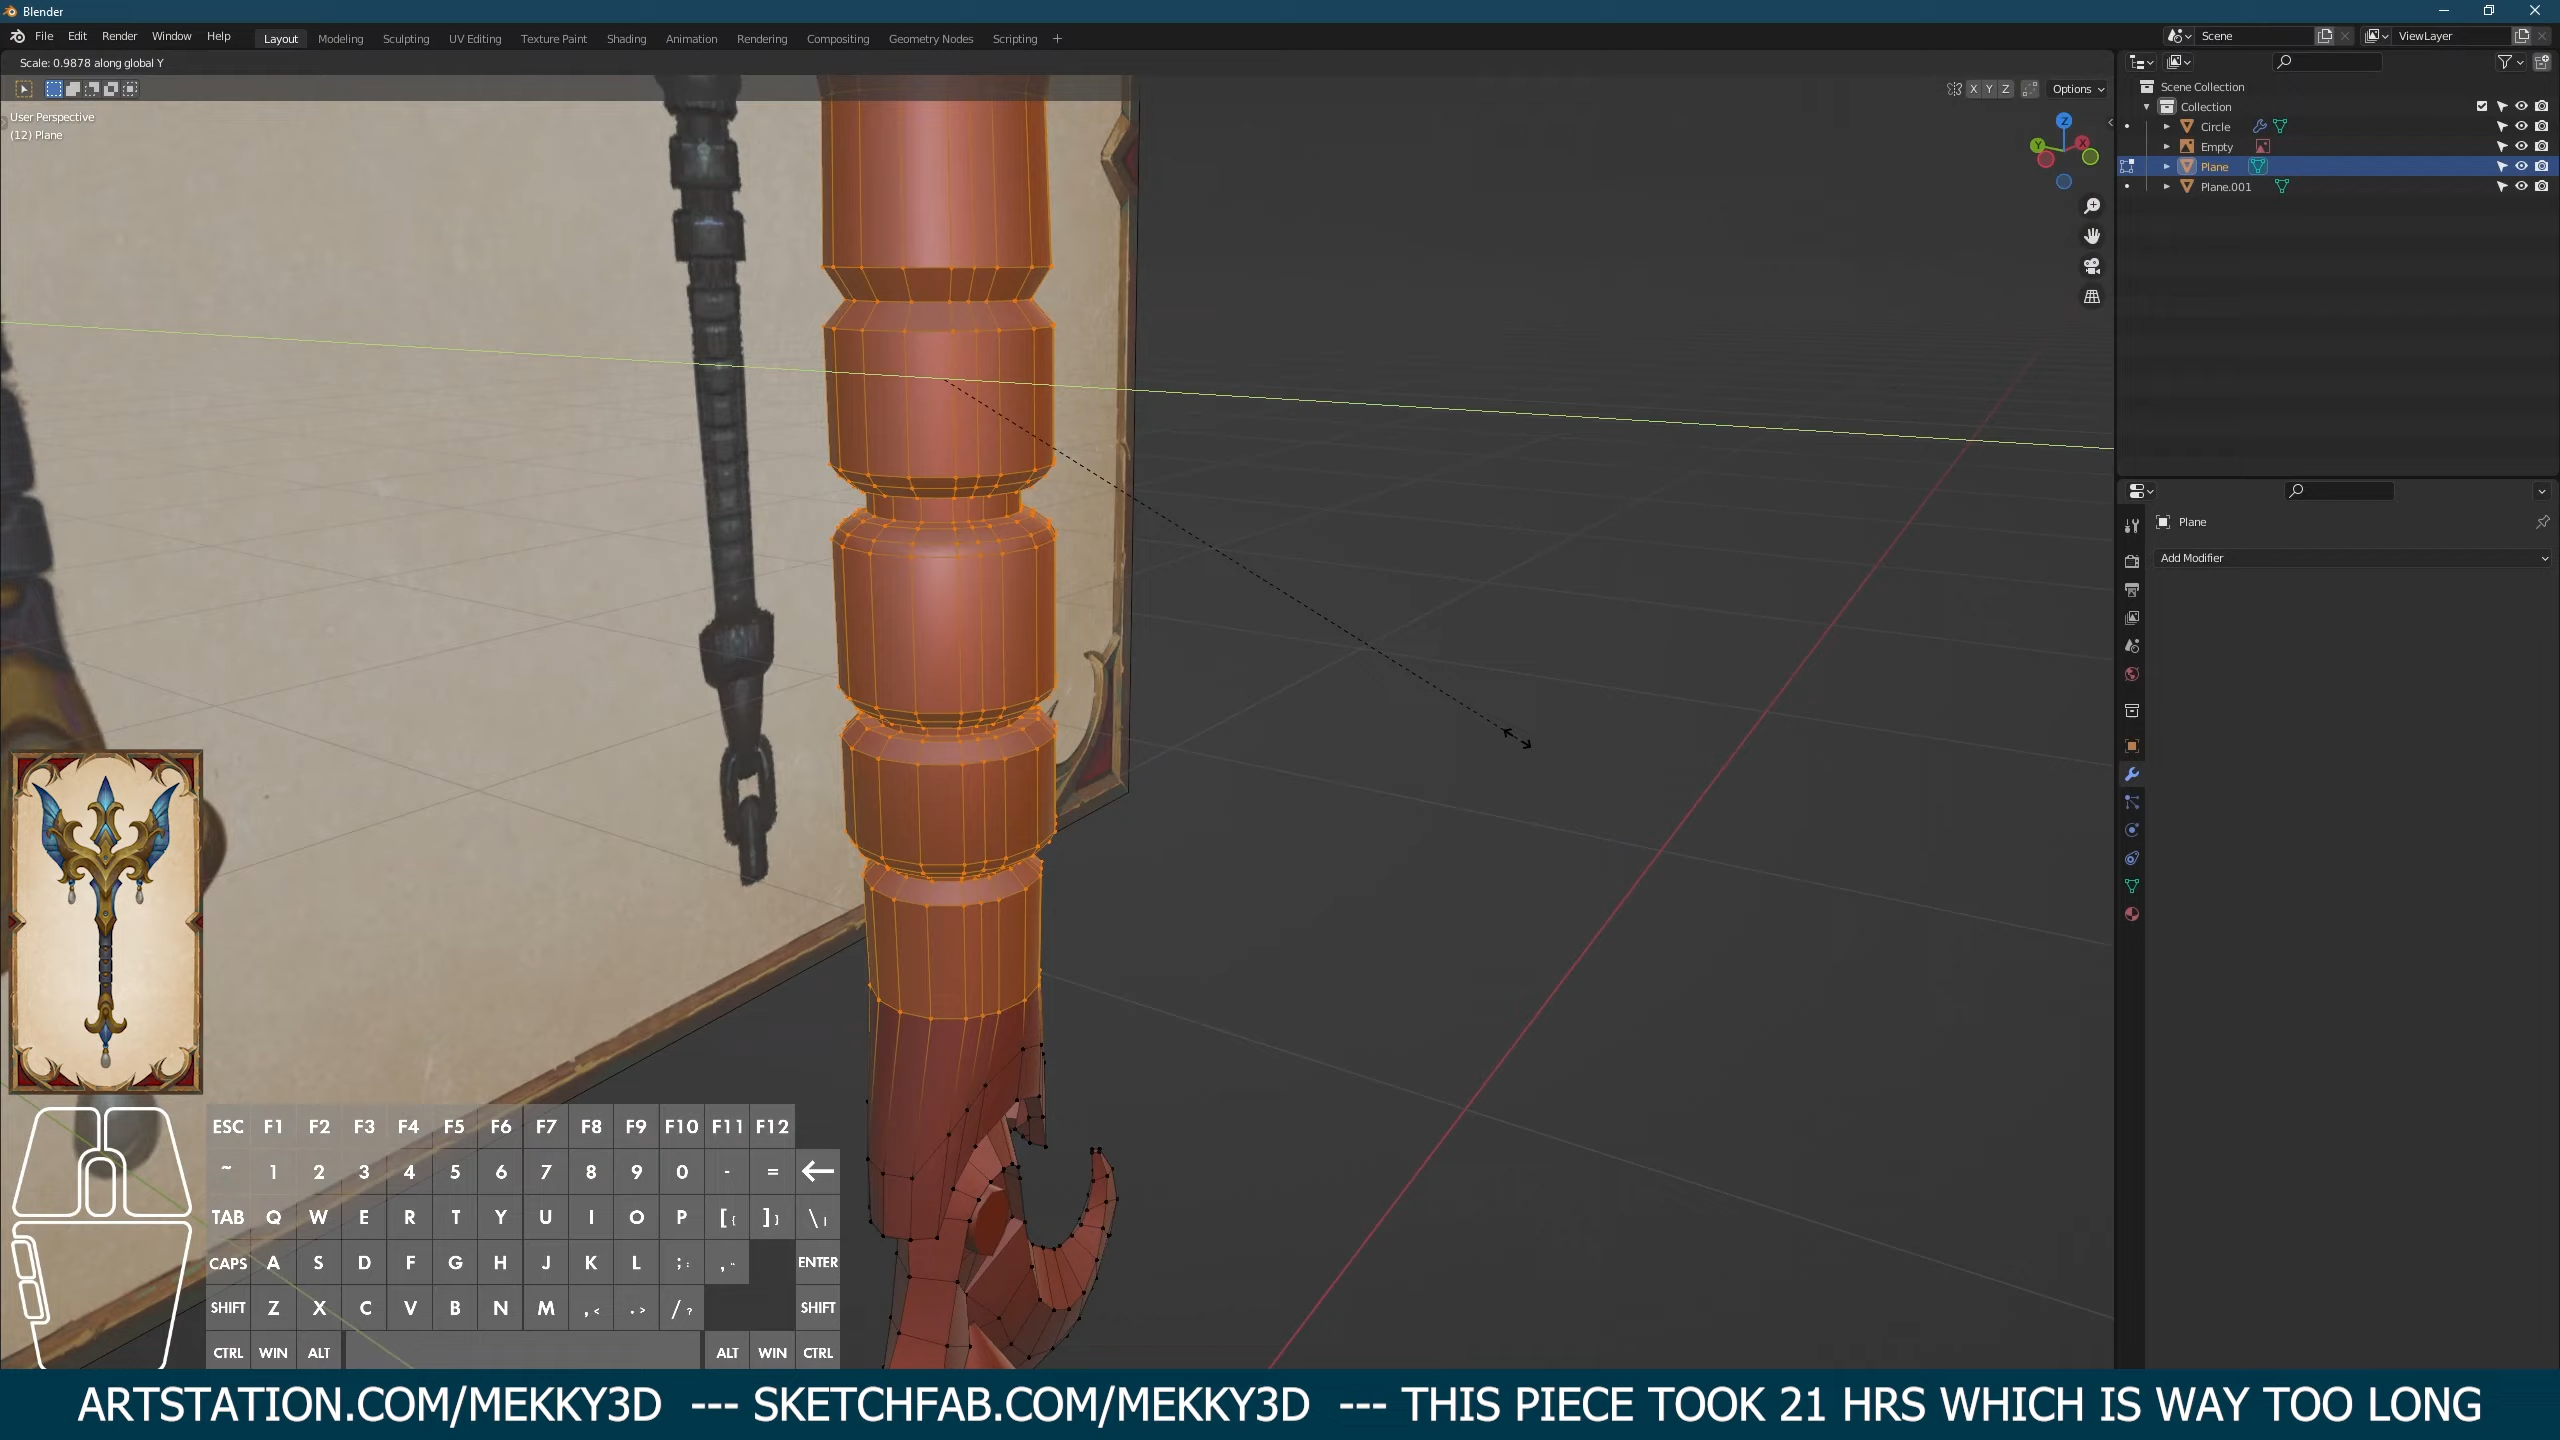 Blender
File Edit Render Window Help Layout Modeling Sculpting UV Editing Texture Paint Shading Animation Rendering Compositing Geometry Nodes Scripting + Scene ViewLayer
Scale: 0.9878 along global Y
X Y Z Options
User Perspective
(12) Plane
Z Y X
Scene Collection
Collection
Circle
Empty
Plane
Plane.001
Plane
Add Modifier
ESC F1 F2 F3 F4 F5 F6 F7 F8 F9 F10 F11 F12
~ 1 2 3 4 5 6 7 8 9 0 - =
TAB Q W E R T Y U I O P [ { ] } \ |
CAPS A S D F G H J K L ; : , " ENTER
SHIFT Z X C V B N M , < . > / ? SHIFT
CTRL WIN ALT ALT WIN CTRL
ARTSTATION.COM/MEKKY3D --- SKETCHFAB.COM/MEKKY3D --- THIS PIECE TOOK 21 HRS WHICH IS WAY TOO LONG